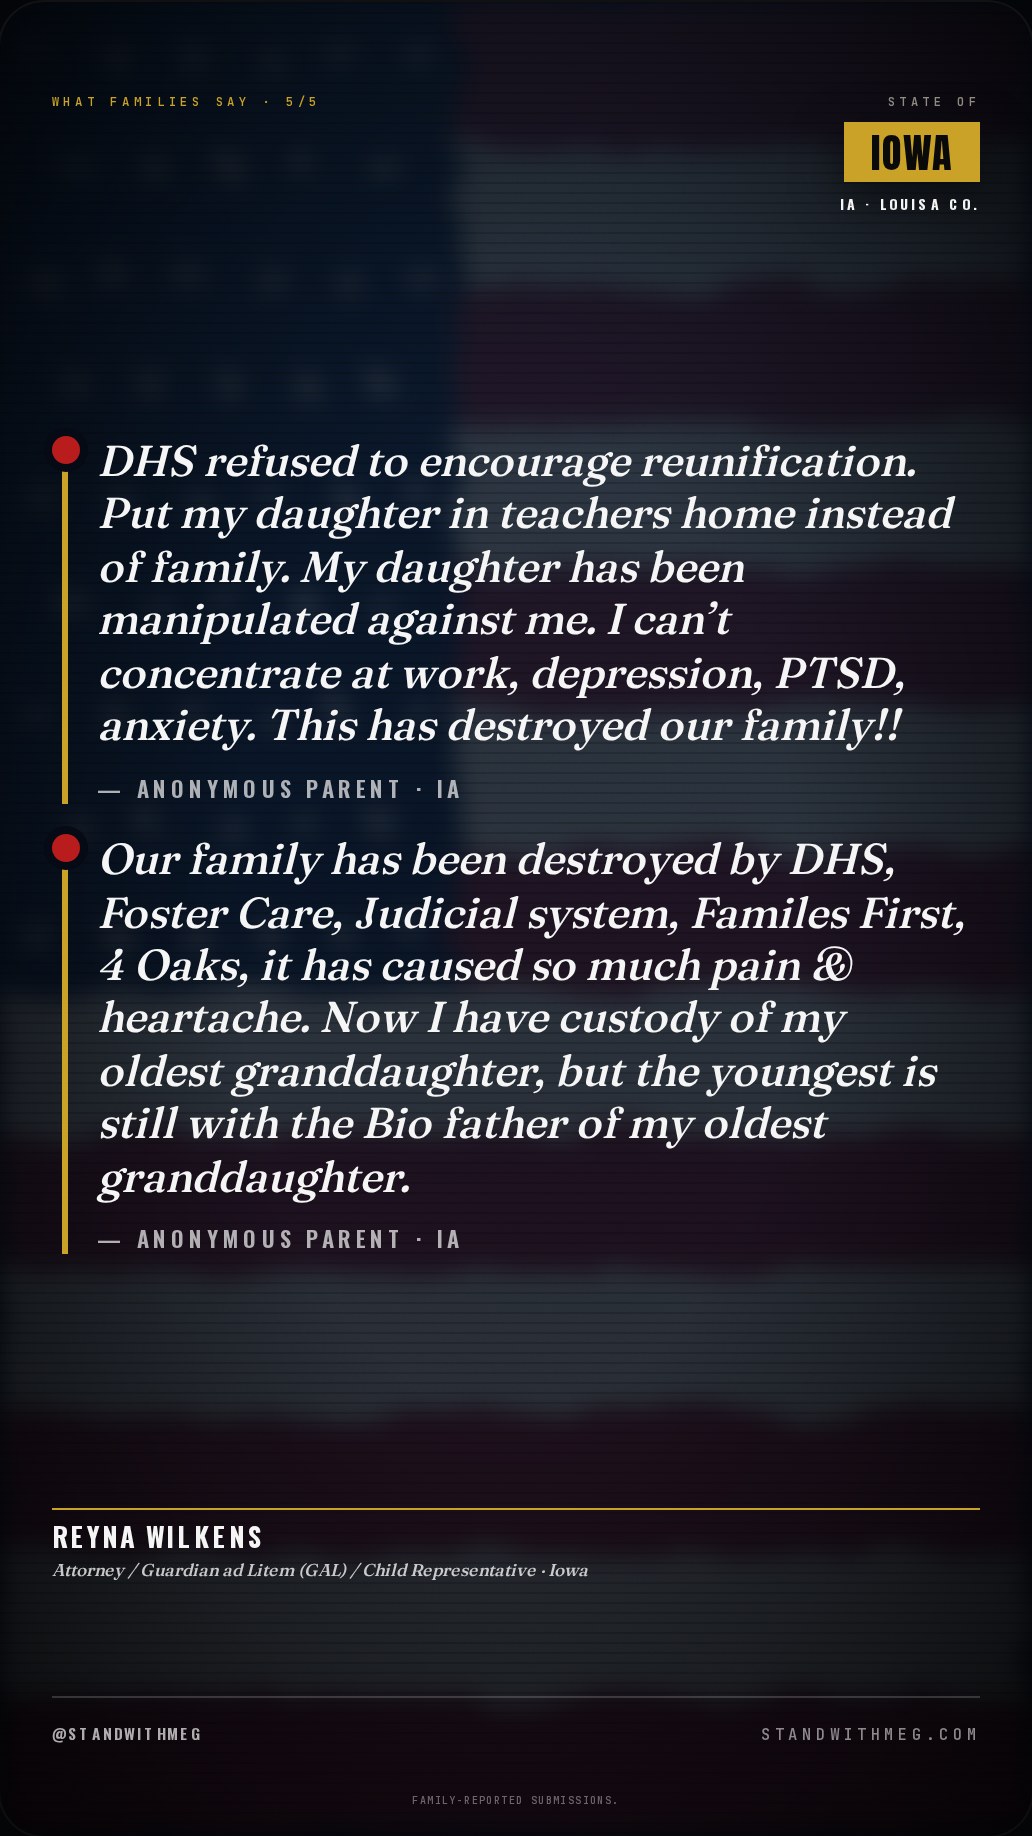 WHAT FAMILIES SAY · 5/5
STATE OF
IOWA
IA · LOUISA CO.
DHS refused to encourage reunification.
Put my daughter in teachers home instead
of family. My daughter has been
manipulated against me. I can’t
concentrate at work, depression, PTSD,
anxiety. This has destroyed our family!!
— ANONYMOUS PARENT · IA
Our family has been destroyed by DHS,
Foster Care, Judicial system, Familes First,
4 Oaks, it has caused so much pain &
heartache. Now I have custody of my
oldest granddaughter, but the youngest is
still with the Bio father of my oldest
granddaughter.
— ANONYMOUS PARENT · IA
REYNA WILKENS
Attorney / Guardian ad Litem (GAL) / Child Representative · Iowa
@STANDWITHMEG
STANDWITHMEG.COM
FAMILY-REPORTED SUBMISSIONS.